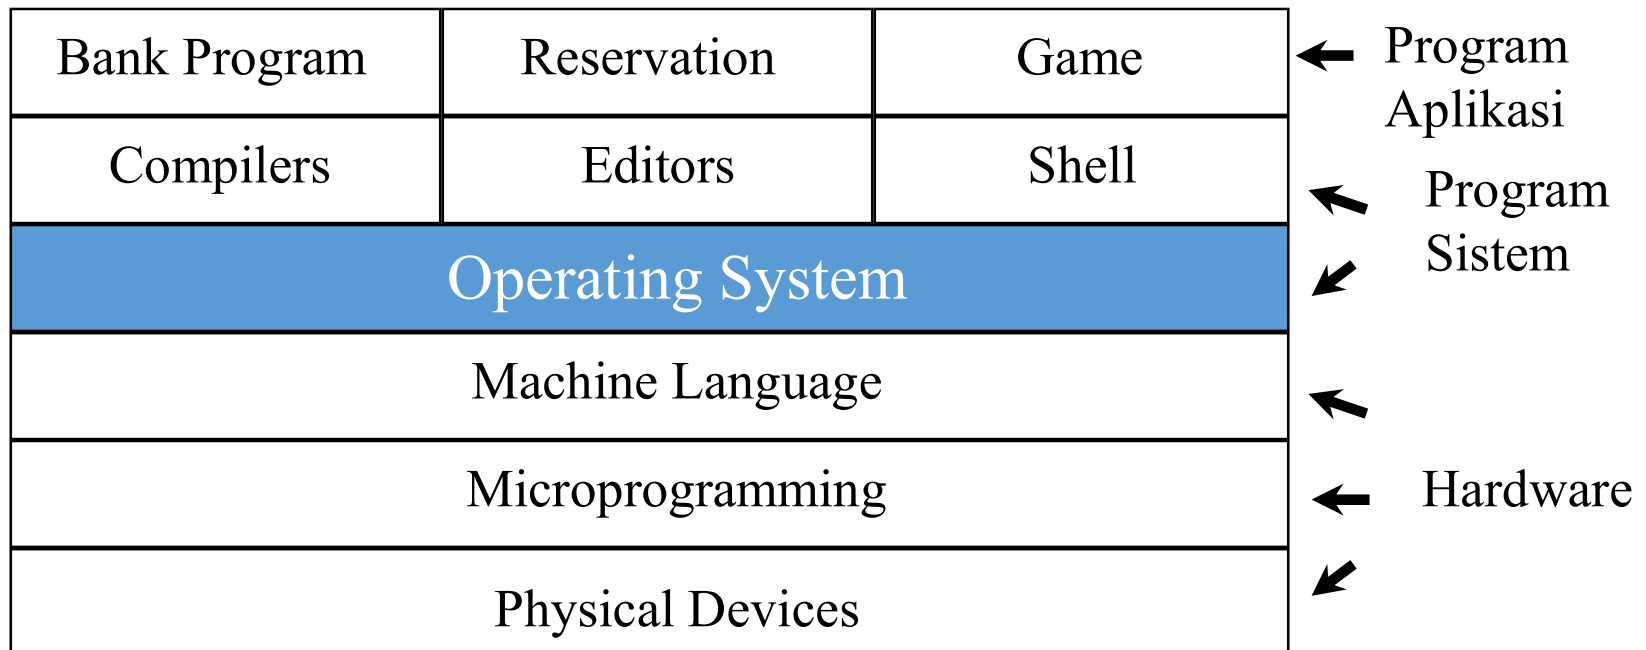 Bank Program
Reservation
Game
Program
Aplikasi
Compilers
Editors
Shell
Program
Sistem
Operating System
Machine Language
Microprogramming
Hardware
Physical Devices